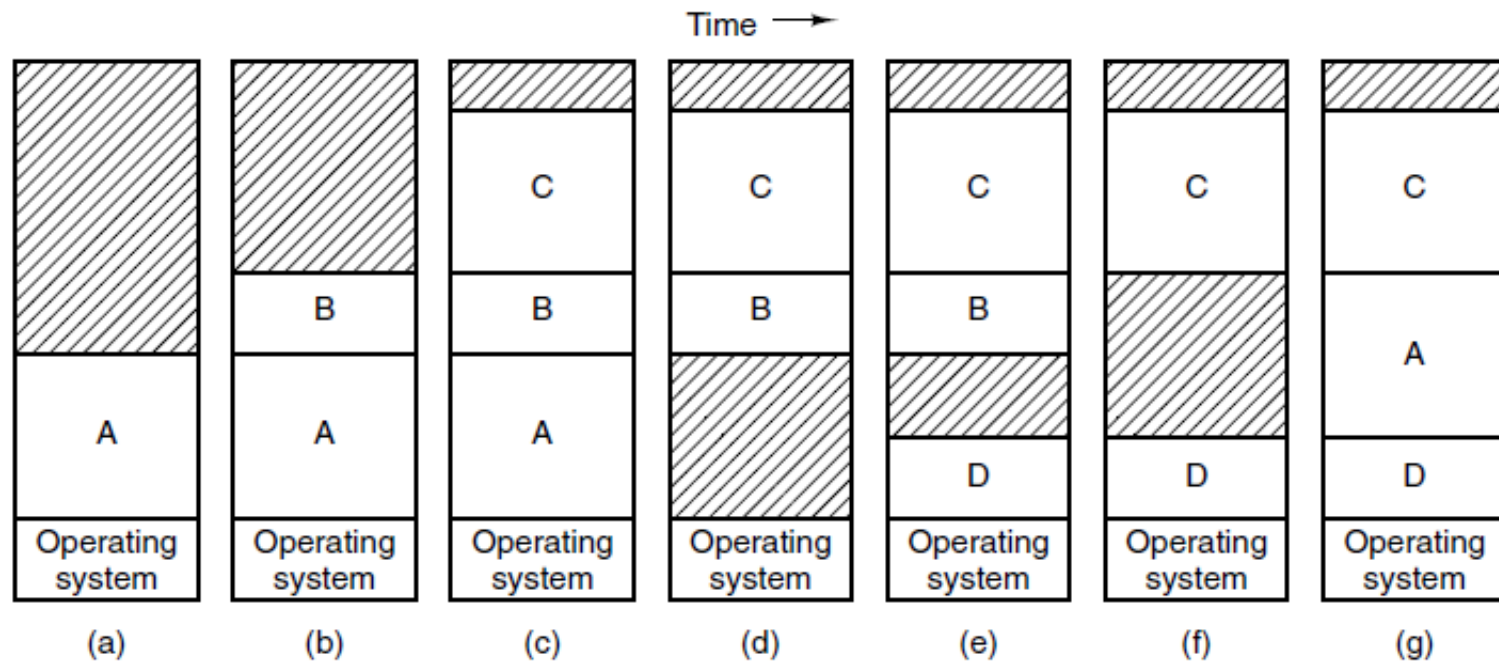 Time
C C C C C
B B B B
A A A A
D D D
Operating system Operating system Operating system Operating system Operating system Operating system Operating system
(a) (b) (c) (d) (e) (f) (g)